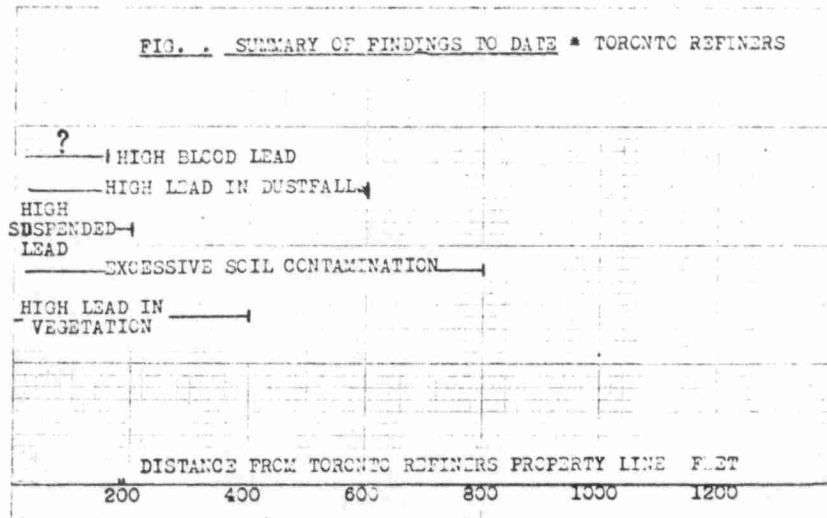 FIG. . SUMMARY OF FINDINGS TO DATE * TORONTO REFINERS
?
HIGH BLOOD LEAD
HIGH LEAD IN DUSTFALL
HIGH
SUSPENDED
LEAD
EXCESSIVE SOIL CONTAMINATION
HIGH LEAD IN
VEGETATION
DISTANCE FROM TORONTO REFINERS PROPERTY LINE FEET
200 400 600 800 1000 1200